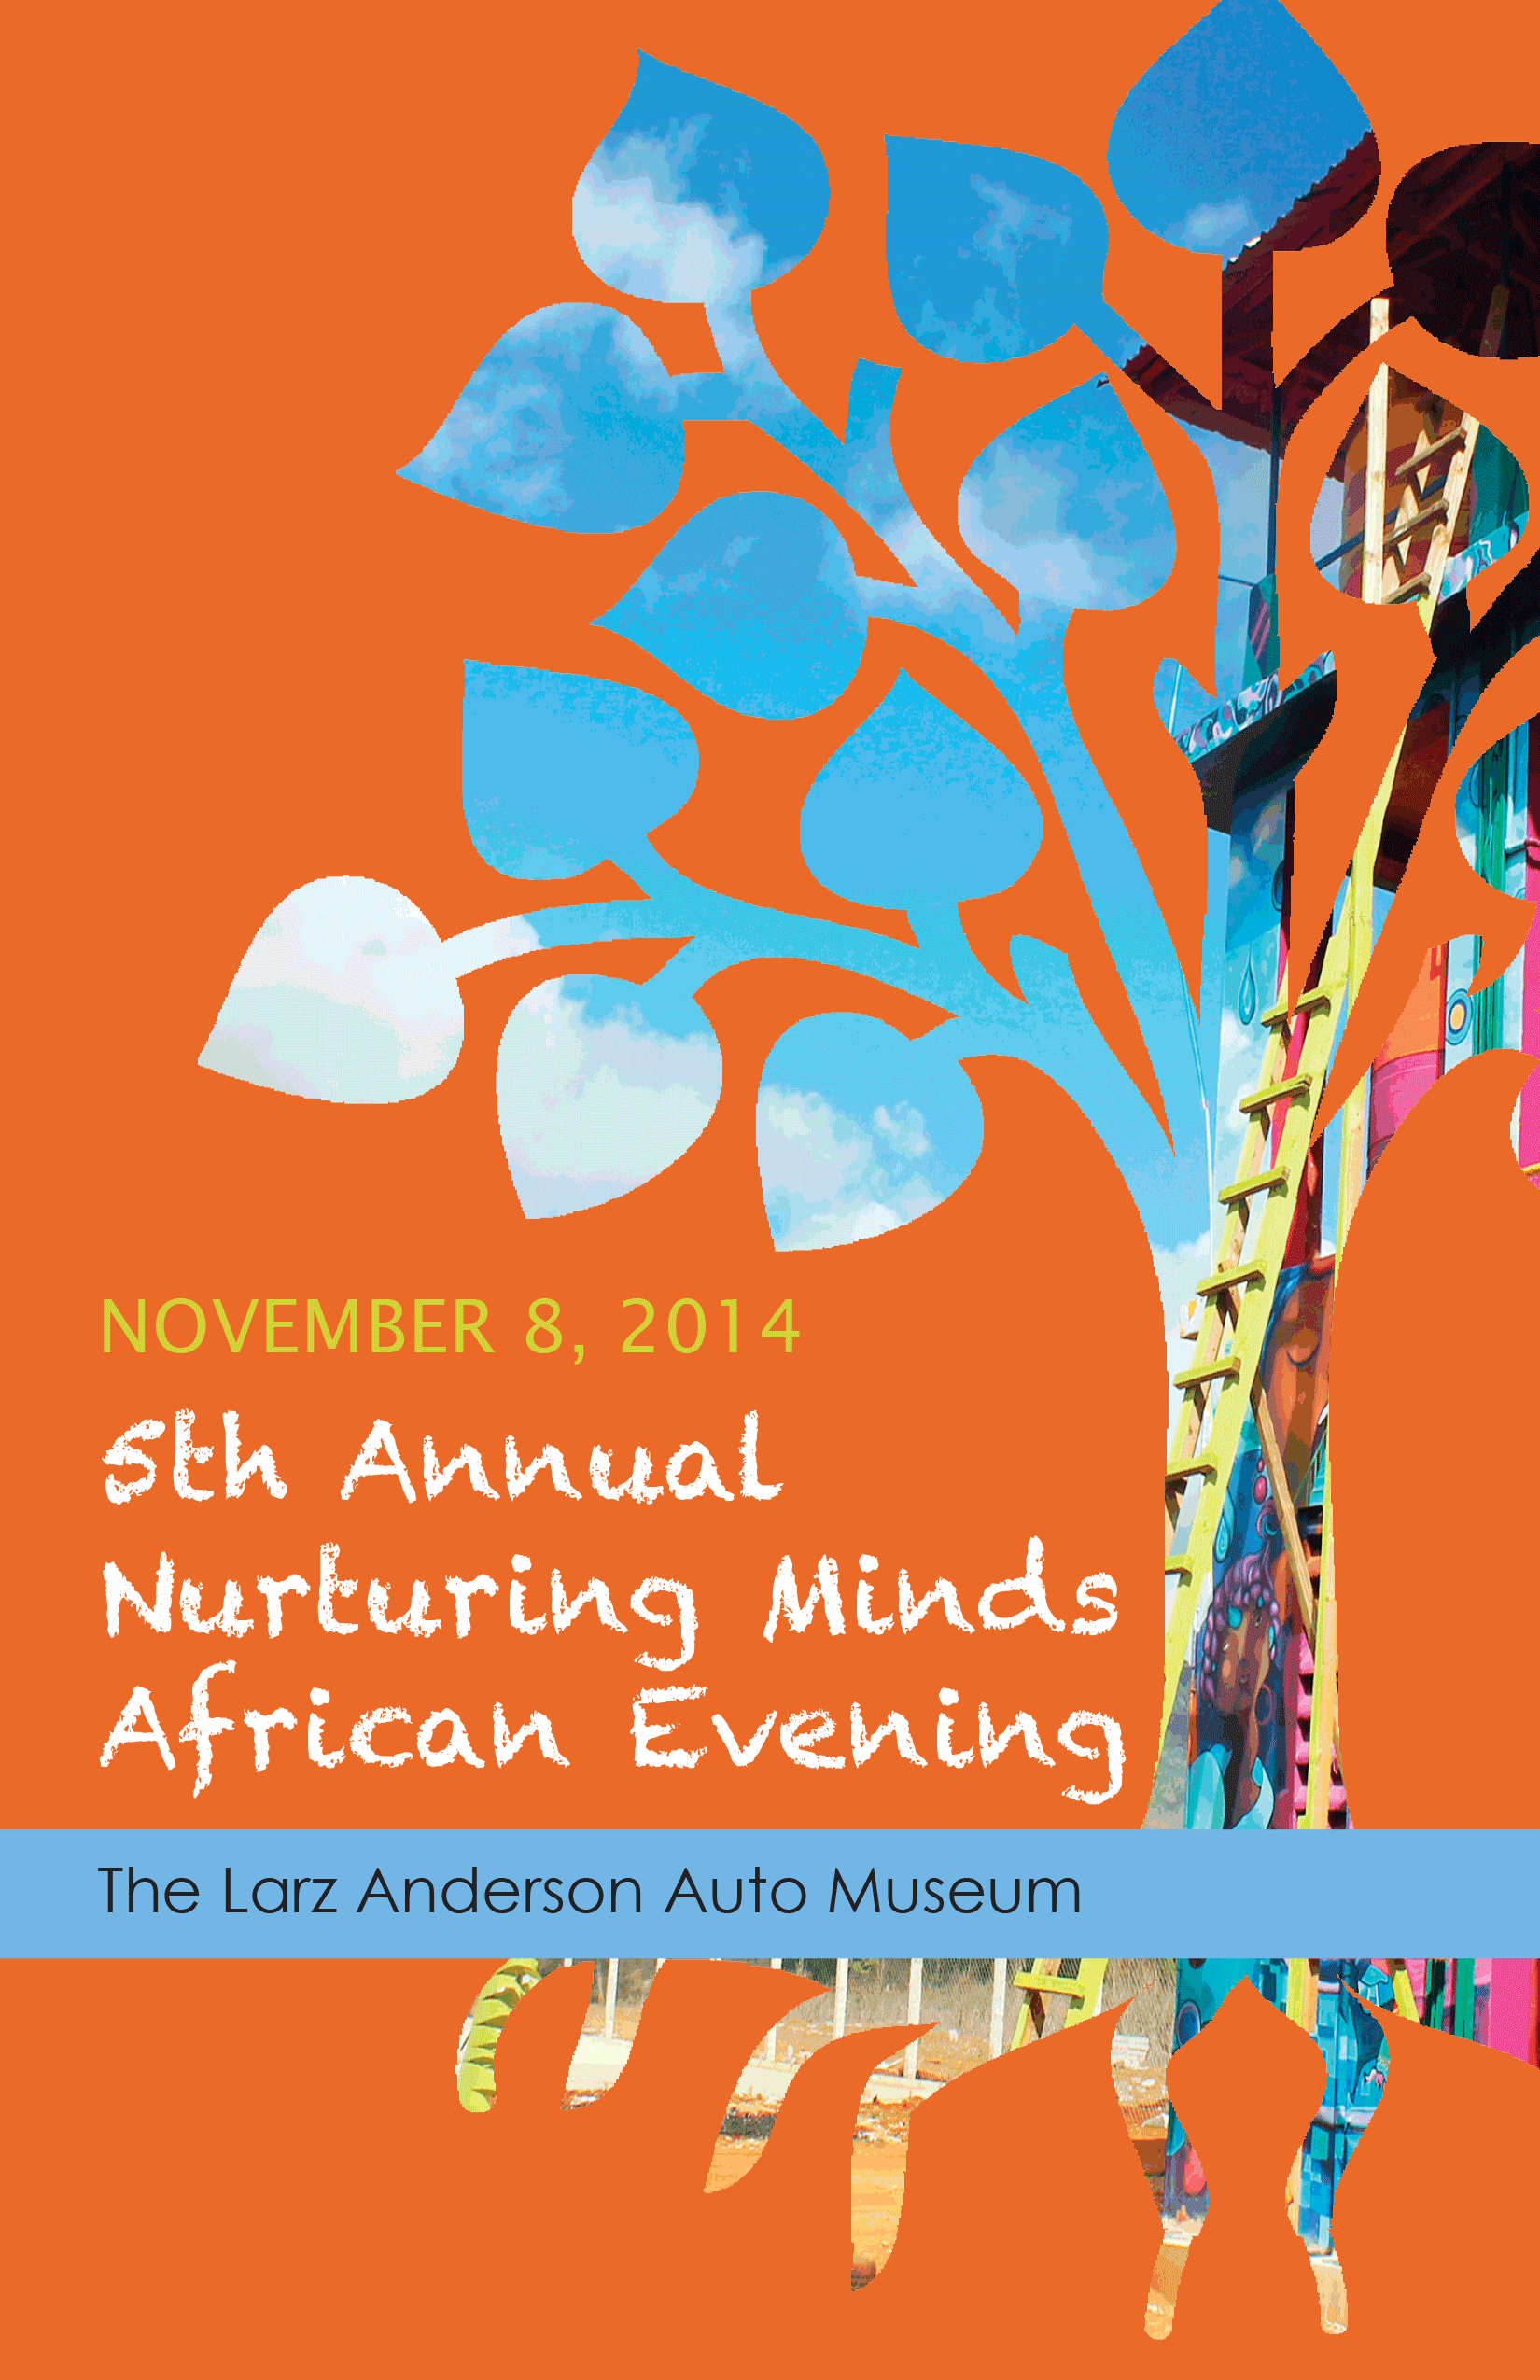 NOVEMBER 8, 2014
5th Annual
Nurturing Minds
African Evening
The Larz Anderson Auto Museum